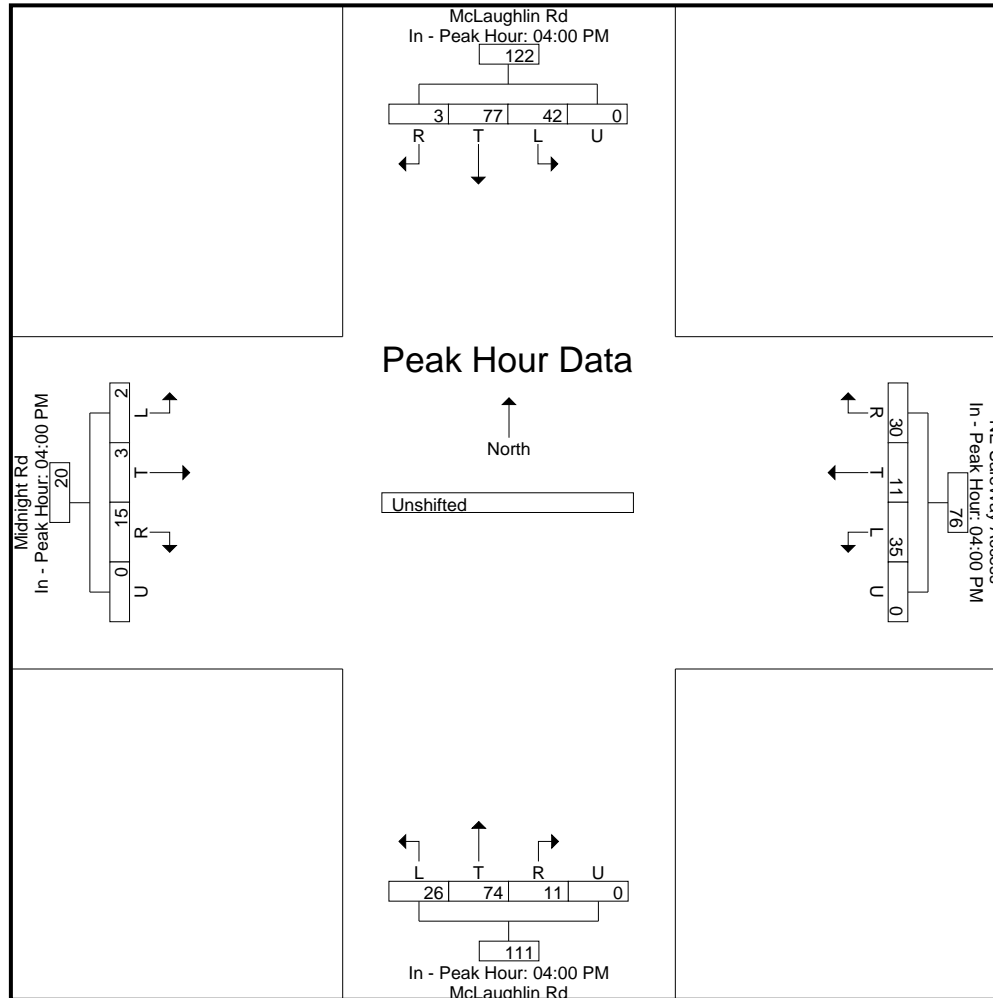 McLaughlin Rd
In - Peak Hour: 04:00 PM
122
3 77 42 0
R T L U
Peak Hour Data
North
Unshifted
Midnight Rd
In - Peak Hour: 04:00 PM
20
2 3 15 0
L T R U
In - Peak Hour: 04:00 PM
76
30 11 35 0
R T L U
L T R U
26 74 11 0
111
In - Peak Hour: 04:00 PM
McLaughlin Rd